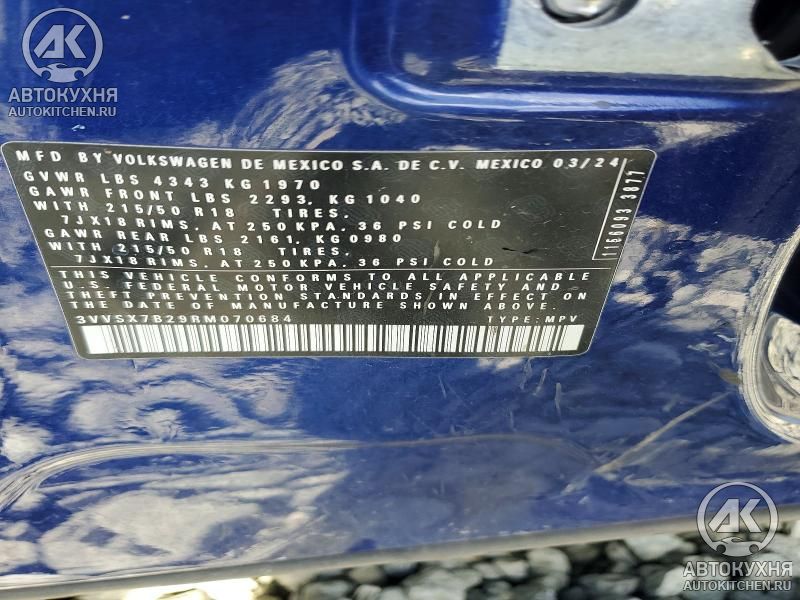 АК
АВТОКУХНЯ
AUTOKITCHEN.RU
MFD BY VOLKSWAGEN DE MEXICO S.A. DE C.V. MEXICO 03/24
GVWR LBS 4343 KG 1970
GAWR FRONT LBS 2293, KG 1040
WITH 215/50 R18 TIRES,
7JX18 RIMS, AT 250 KPA, 36 PSI COLD
GAWR REAR LBS 2161, KG 0980
WITH 215/50 R18 TIRES,
7JX18 RIMS, AT 250 KPA, 36 PSI COLD
THIS VEHICLE CONFORMS TO ALL APPLICABLE
U.S. FEDERAL MOTOR VEHICLE SAFETY AND
THEFT PREVENTION STANDARDS IN EFFECT ON
THE DATE OF MANUFACTURE SHOWN ABOVE.
3VVSX7B29RM070684 TYPE: MPV
1156093 3877
АК
АВТОКУХНЯ
AUTOKITCHEN.RU